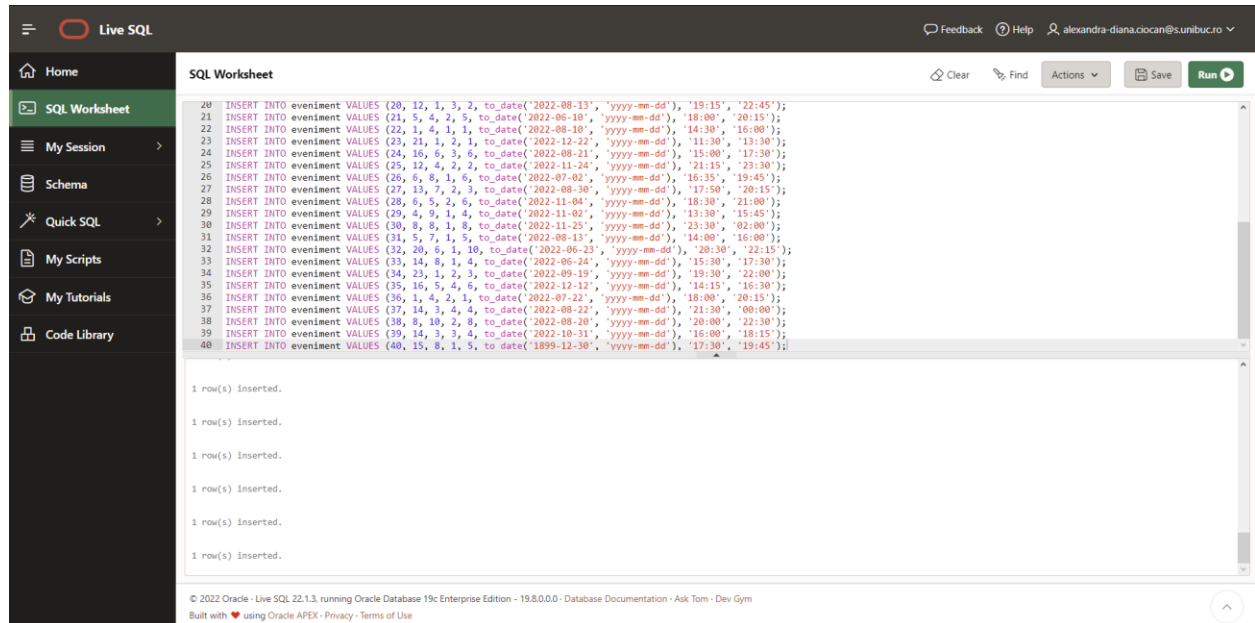 Live SQL
Feedback Help alexandra-diana.ciocan@s.unibuc.ro
Home
SQL Worksheet
My Session
Schema
Quick SQL
My Scripts
My Tutorials
Code Library
SQL Worksheet
Clear Find Actions Save Run
20 INSERT INTO eveniment VALUES (20, 12, 1, 3, 2, to_date('2022-08-13', 'yyyy-mm-dd'), '19:15', '22:45');
21 INSERT INTO eveniment VALUES (21, 5, 4, 2, 5, to_date('2022-06-10', 'yyyy-mm-dd'), '18:00', '20:15');
22 INSERT INTO eveniment VALUES (22, 1, 4, 1, 1, to_date('2022-08-10', 'yyyy-mm-dd'), '14:30', '16:00');
23 INSERT INTO eveniment VALUES (23, 21, 1, 2, 1, to_date('2022-12-22', 'yyyy-mm-dd'), '11:30', '13:30');
24 INSERT INTO eveniment VALUES (24, 16, 6, 3, 6, to_date('2022-08-21', 'yyyy-mm-dd'), '15:00', '17:30');
25 INSERT INTO eveniment VALUES (25, 12, 4, 2, 2, to_date('2022-11-24', 'yyyy-mm-dd'), '21:15', '23:30');
26 INSERT INTO eveniment VALUES (26, 6, 8, 1, 6, to_date('2022-07-02', 'yyyy-mm-dd'), '16:35', '19:45');
27 INSERT INTO eveniment VALUES (27, 13, 7, 2, 3, to_date('2022-08-30', 'yyyy-mm-dd'), '17:50', '20:15');
28 INSERT INTO eveniment VALUES (28, 6, 5, 2, 6, to_date('2022-11-04', 'yyyy-mm-dd'), '18:30', '21:00');
29 INSERT INTO eveniment VALUES (29, 4, 9, 1, 4, to_date('2022-11-02', 'yyyy-mm-dd'), '13:30', '15:45');
30 INSERT INTO eveniment VALUES (30, 8, 8, 1, 8, to_date('2022-11-25', 'yyyy-mm-dd'), '23:30', '02:00');
31 INSERT INTO eveniment VALUES (31, 5, 7, 1, 5, to_date('2022-08-13', 'yyyy-mm-dd'), '14:00', '16:00');
32 INSERT INTO eveniment VALUES (32, 20, 6, 1, 10, to_date('2022-06-23', 'yyyy-mm-dd'), '20:30', '22:15');
33 INSERT INTO eveniment VALUES (33, 14, 8, 1, 4, to_date('2022-06-24', 'yyyy-mm-dd'), '15:30', '17:30');
34 INSERT INTO eveniment VALUES (34, 23, 1, 2, 3, to_date('2022-09-19', 'yyyy-mm-dd'), '19:30', '22:00');
35 INSERT INTO eveniment VALUES (35, 16, 5, 4, 6, to_date('2022-12-12', 'yyyy-mm-dd'), '14:15', '16:30');
36 INSERT INTO eveniment VALUES (36, 1, 4, 2, 1, to_date('2022-07-22', 'yyyy-mm-dd'), '18:00', '20:15');
37 INSERT INTO eveniment VALUES (37, 14, 3, 4, 4, to_date('2022-08-22', 'yyyy-mm-dd'), '21:30', '00:00');
38 INSERT INTO eveniment VALUES (38, 8, 10, 2, 8, to_date('2022-08-20', 'yyyy-mm-dd'), '20:00', '22:30');
39 INSERT INTO eveniment VALUES (39, 14, 3, 3, 4, to_date('2022-10-31', 'yyyy-mm-dd'), '16:00', '18:15');
40 INSERT INTO eveniment VALUES (40, 15, 8, 1, 5, to_date('1899-12-30', 'yyyy-mm-dd'), '17:30', '19:45');
1 row(s) inserted.
1 row(s) inserted.
1 row(s) inserted.
1 row(s) inserted.
1 row(s) inserted.
1 row(s) inserted.
© 2022 Oracle · Live SQL 22.1.3, running Oracle Database 19c Enterprise Edition - 19.8.0.0.0 · Database Documentation · Ask Tom · Dev Gym
Built with ❤ using Oracle APEX · Privacy · Terms of Use